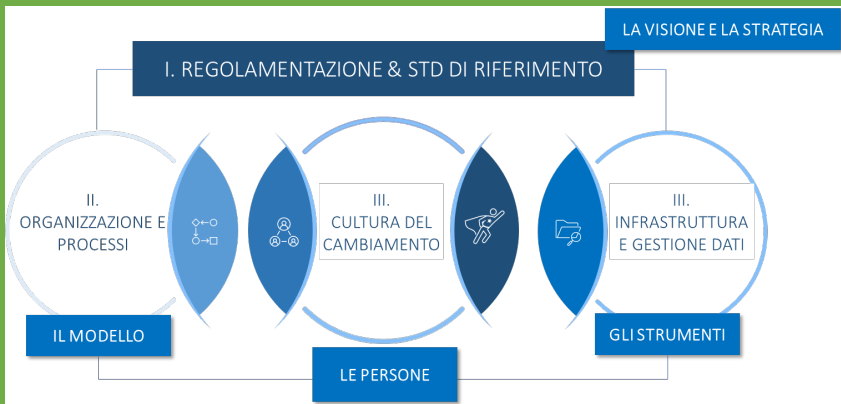 LA VISIONE E LA STRATEGIA
I. REGOLAMENTAZIONE & STD DI RIFERIMENTO
II.
ORGANIZZAZIONE E
PROCESSI
III.
CULTURA DEL
CAMBIAMENTO
III.
INFRASTRUTTURA
E GESTIONE DATI
IL MODELLO
GLI STRUMENTI
LE PERSONE